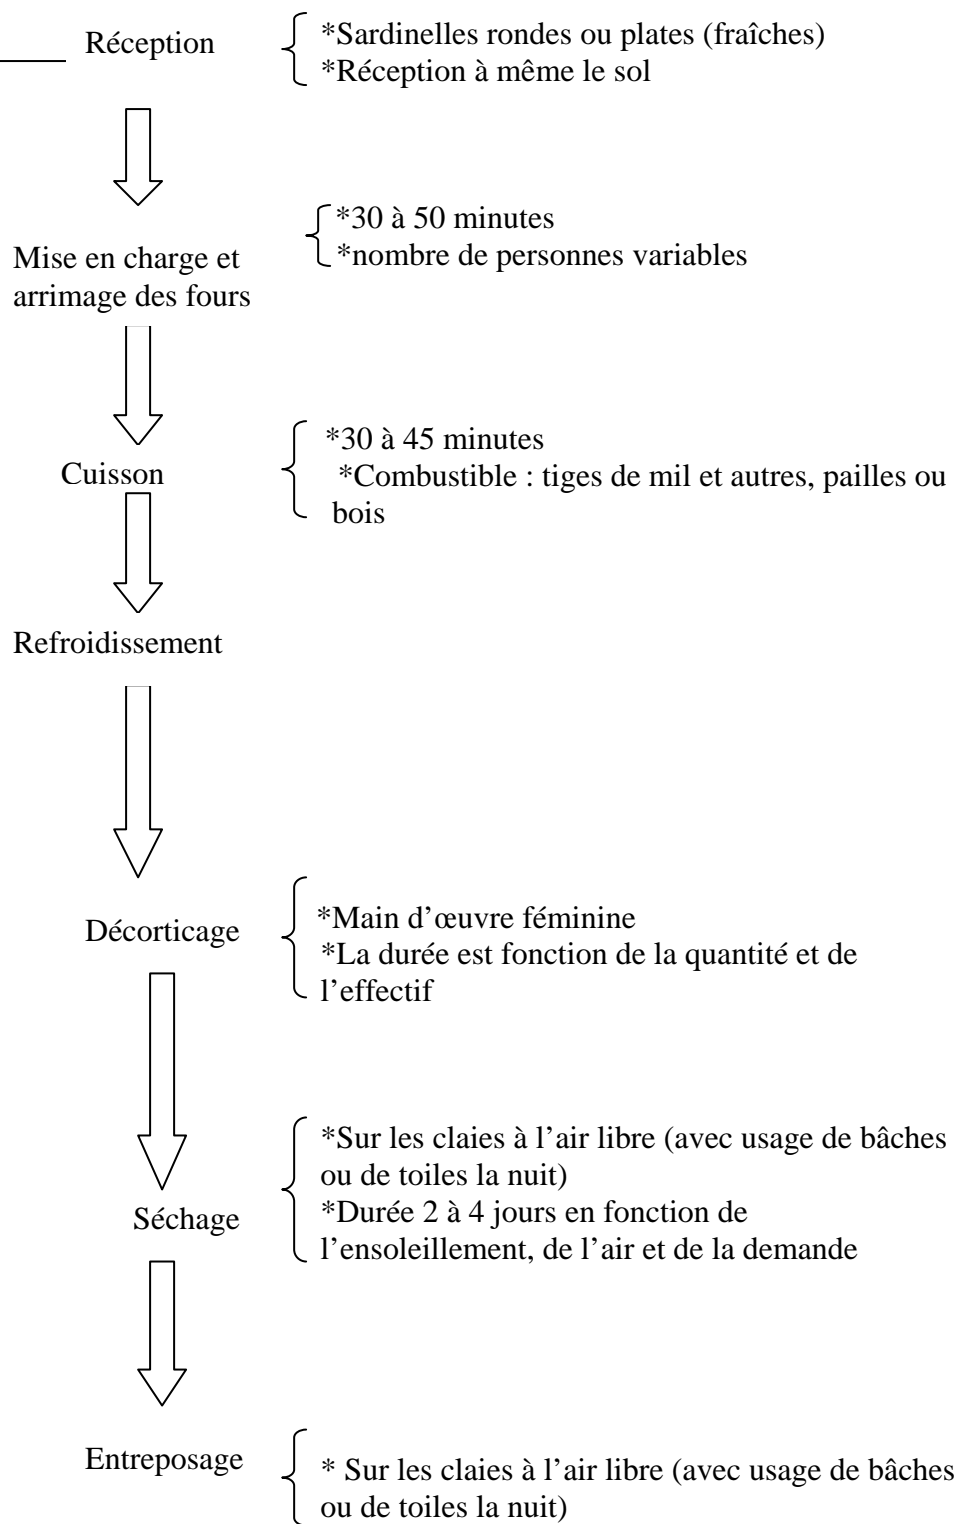 Réception
*Sardinelles rondes ou plates (fraîches)
*Réception à même le sol
Mise en charge et
arrimage des fours
*30 à 50 minutes
*nombre de personnes variables
Cuisson
*30 à 45 minutes
*Combustible : tiges de mil et autres, pailles ou
bois
Refroidissement
Décorticage
*Main d’œuvre féminine
*La durée est fonction de la quantité et de
l’effectif
Séchage
*Sur les claies à l’air libre (avec usage de bâches
ou de toiles la nuit)
*Durée 2 à 4 jours en fonction de
l’ensoleillement, de l’air et de la demande
Entreposage
* Sur les claies à l’air libre (avec usage de bâches
ou de toiles la nuit)